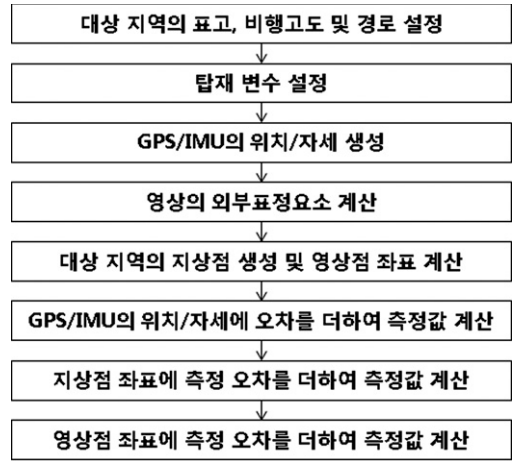 대상 지역의 표고, 비행고도 및 경로 설정
탑재 변수 설정
GPS/IMU의 위치/자세 생성
영상의 외부표정요소 계산
대상 지역의 지상점 생성 및 영상점 좌표 계산
GPS/IMU의 위치/자세에 오차를 더하여 측정값 계산
지상점 좌표에 측정 오차를 더하여 측정값 계산
영상점 좌표에 측정 오차를 더하여 측정값 계산